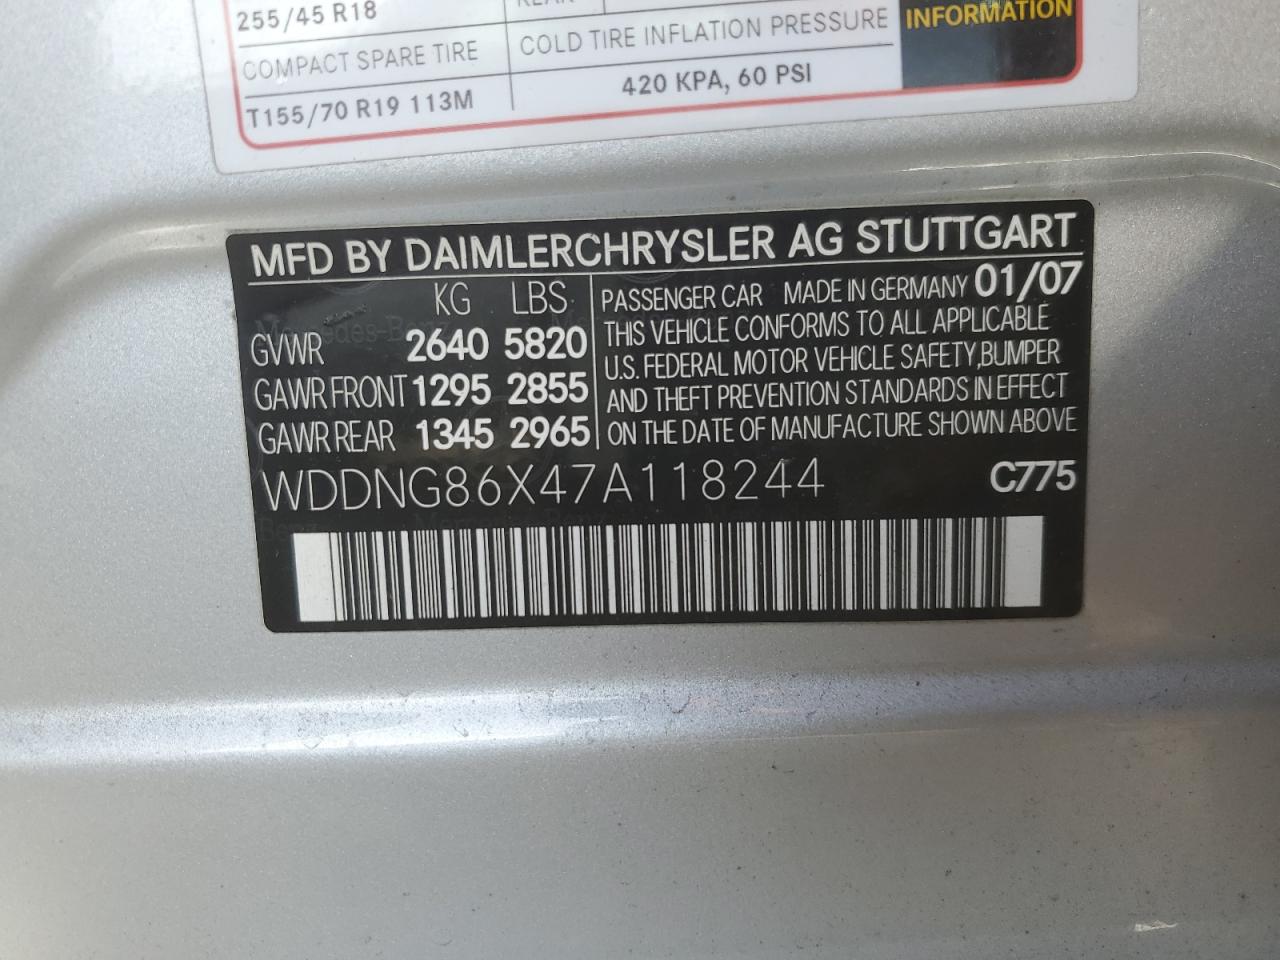 255/45 R18
INFORMATION
COMPACT SPARE TIRE COLD TIRE INFLATION PRESSURE
T155/70 R19 113M 420 KPA, 60 PSI
MFD BY DAIMLERCHRYSLER AG STUTTGART
KG LBS
GVWR 2640 5820
GAWR FRONT 1295 2855
GAWR REAR 1345 2965
PASSENGER CAR MADE IN GERMANY 01/07
THIS VEHICLE CONFORMS TO ALL APPLICABLE
U.S. FEDERAL MOTOR VEHICLE SAFETY,BUMPER
AND THEFT PREVENTION STANDARDS IN EFFECT
ON THE DATE OF MANUFACTURE SHOWN ABOVE
WDDNG86X47A118244 C775